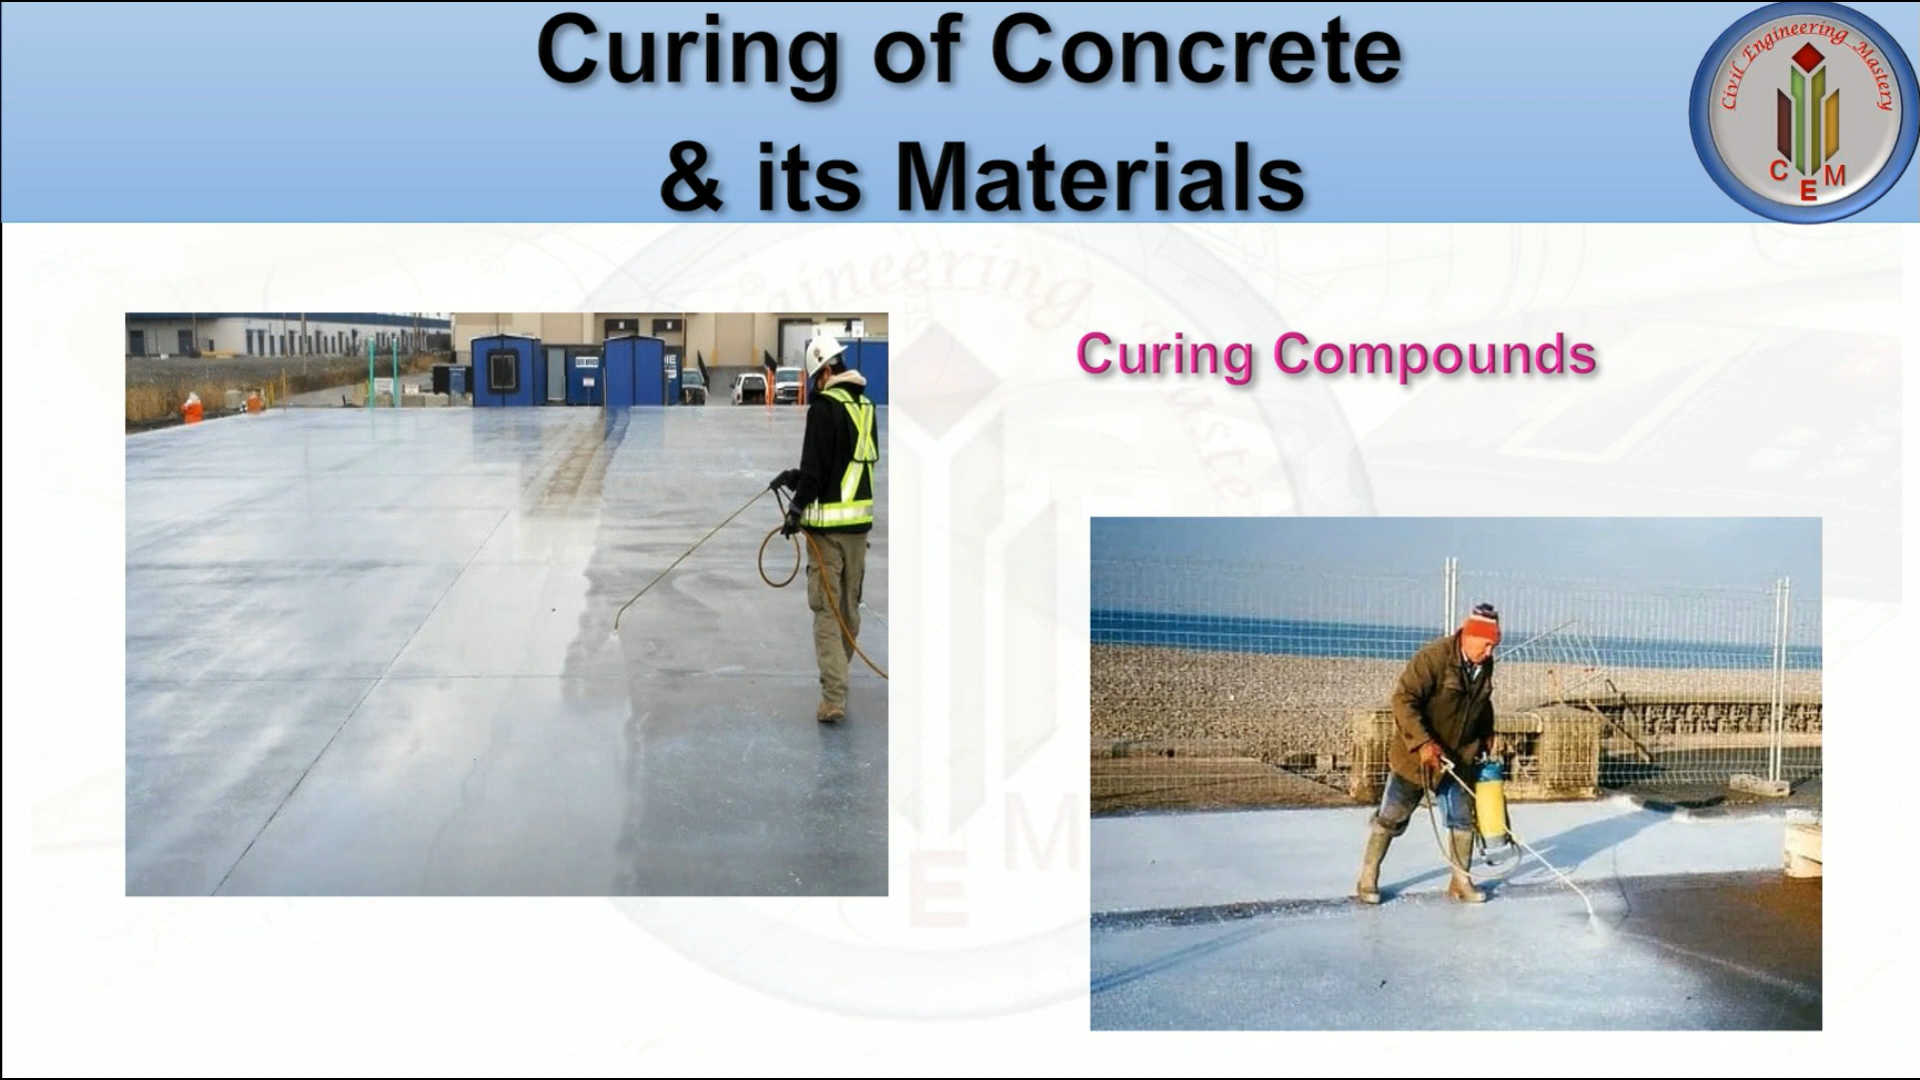 Curing of Concrete
& its Materials
Civil Engineering Mastery
C E M
Curing Compounds